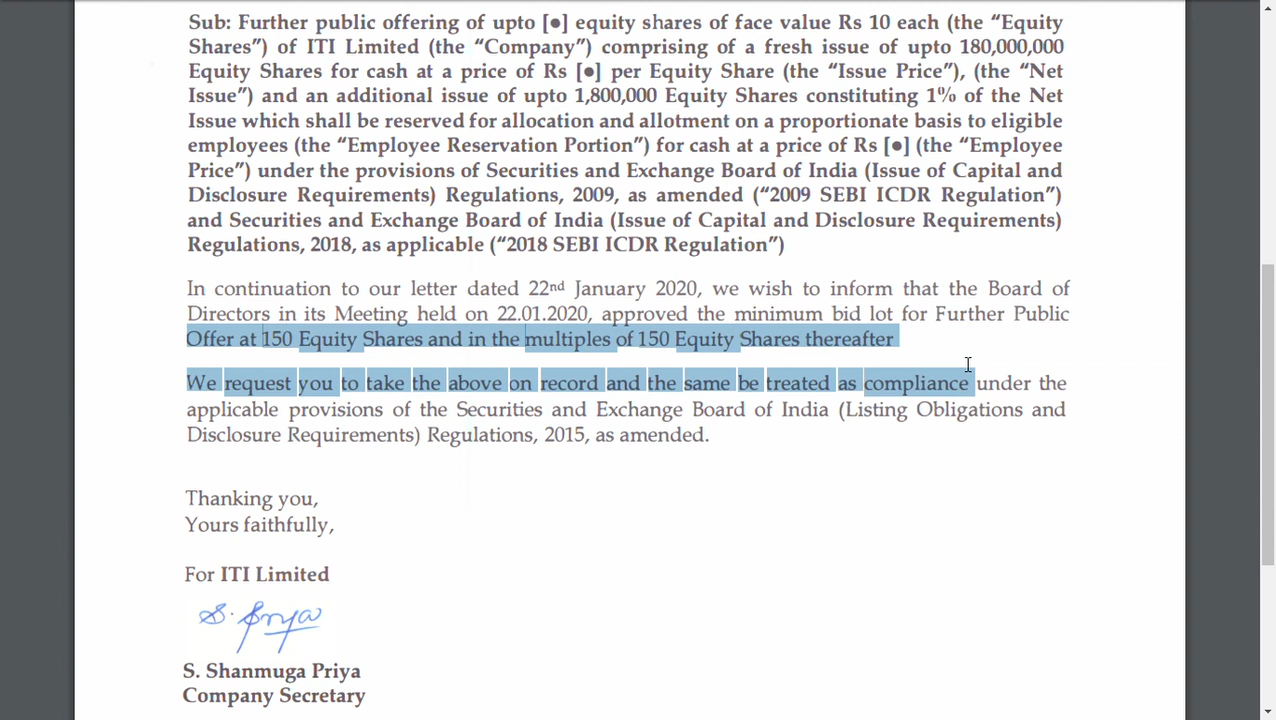 Sub: Further public offering of upto [●] equity shares of face value Rs 10 each (the “Equity
Shares”) of ITI Limited (the “Company”) comprising of a fresh issue of upto 180,000,000
Equity Shares for cash at a price of Rs [●] per Equity Share (the “Issue Price”), (the “Net
Issue”) and an additional issue of upto 1,800,000 Equity Shares constituting 1% of the Net
Issue which shall be reserved for allocation and allotment on a proportionate basis to eligible
employees (the “Employee Reservation Portion”) for cash at a price of Rs [●] (the “Employee
Price”) under the provisions of Securities and Exchange Board of India (Issue of Capital and
Disclosure Requirements) Regulations, 2009, as amended (“2009 SEBI ICDR Regulation”)
and Securities and Exchange Board of India (Issue of Capital and Disclosure Requirements)
Regulations, 2018, as applicable (“2018 SEBI ICDR Regulation”)
In continuation to our letter dated 22nd January 2020, we wish to inform that the Board of
Directors in its Meeting held on 22.01.2020, approved the minimum bid lot for Further Public
Offer at 150 Equity Shares and in the multiples of 150 Equity Shares thereafter
We request you to take the above on record and the same be treated as compliance under the
applicable provisions of the Securities and Exchange Board of India (Listing Obligations and
Disclosure Requirements) Regulations, 2015, as amended.
Thanking you,
Yours faithfully,
For ITI Limited
S. Priya
S. Shanmuga Priya
Company Secretary